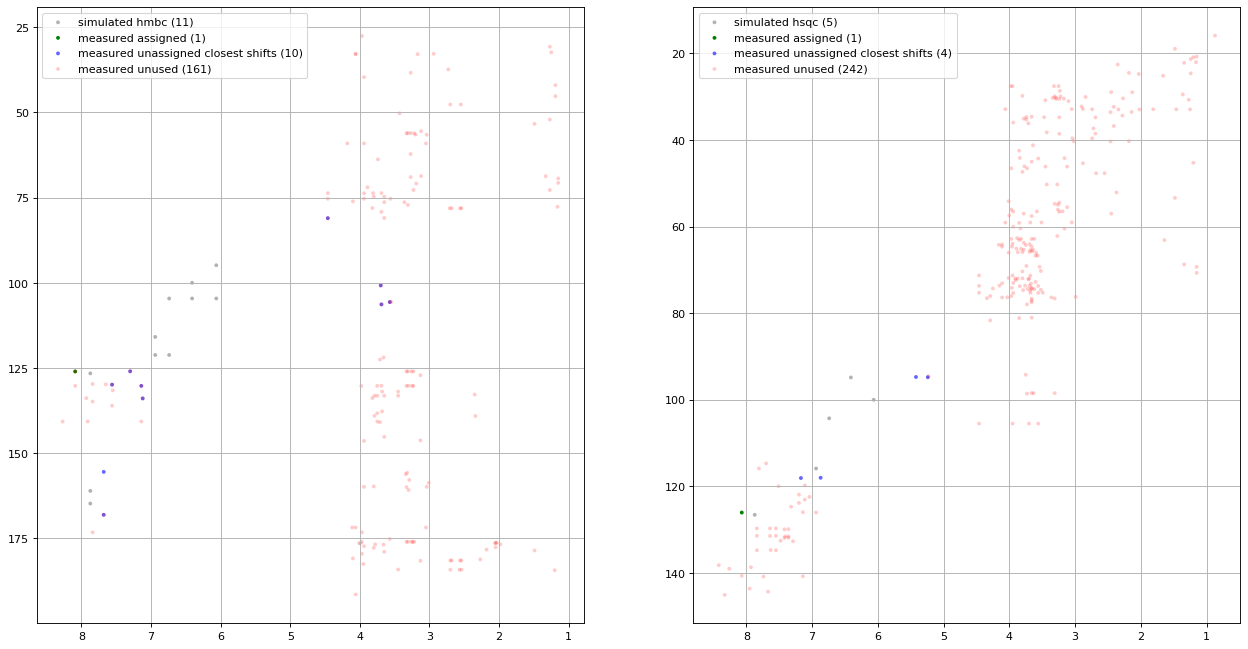 simulated hmbc (11)
measured assigned (1)
measured unassigned closest shifts (10)
measured unused (161)
25
50
75
100
125
150
175
8 7 6 5 4 3 2 1
simulated hsqc (5)
measured assigned (1)
measured unassigned closest shifts (4)
measured unused (242)
20
40
60
80
100
120
140
8 7 6 5 4 3 2 1